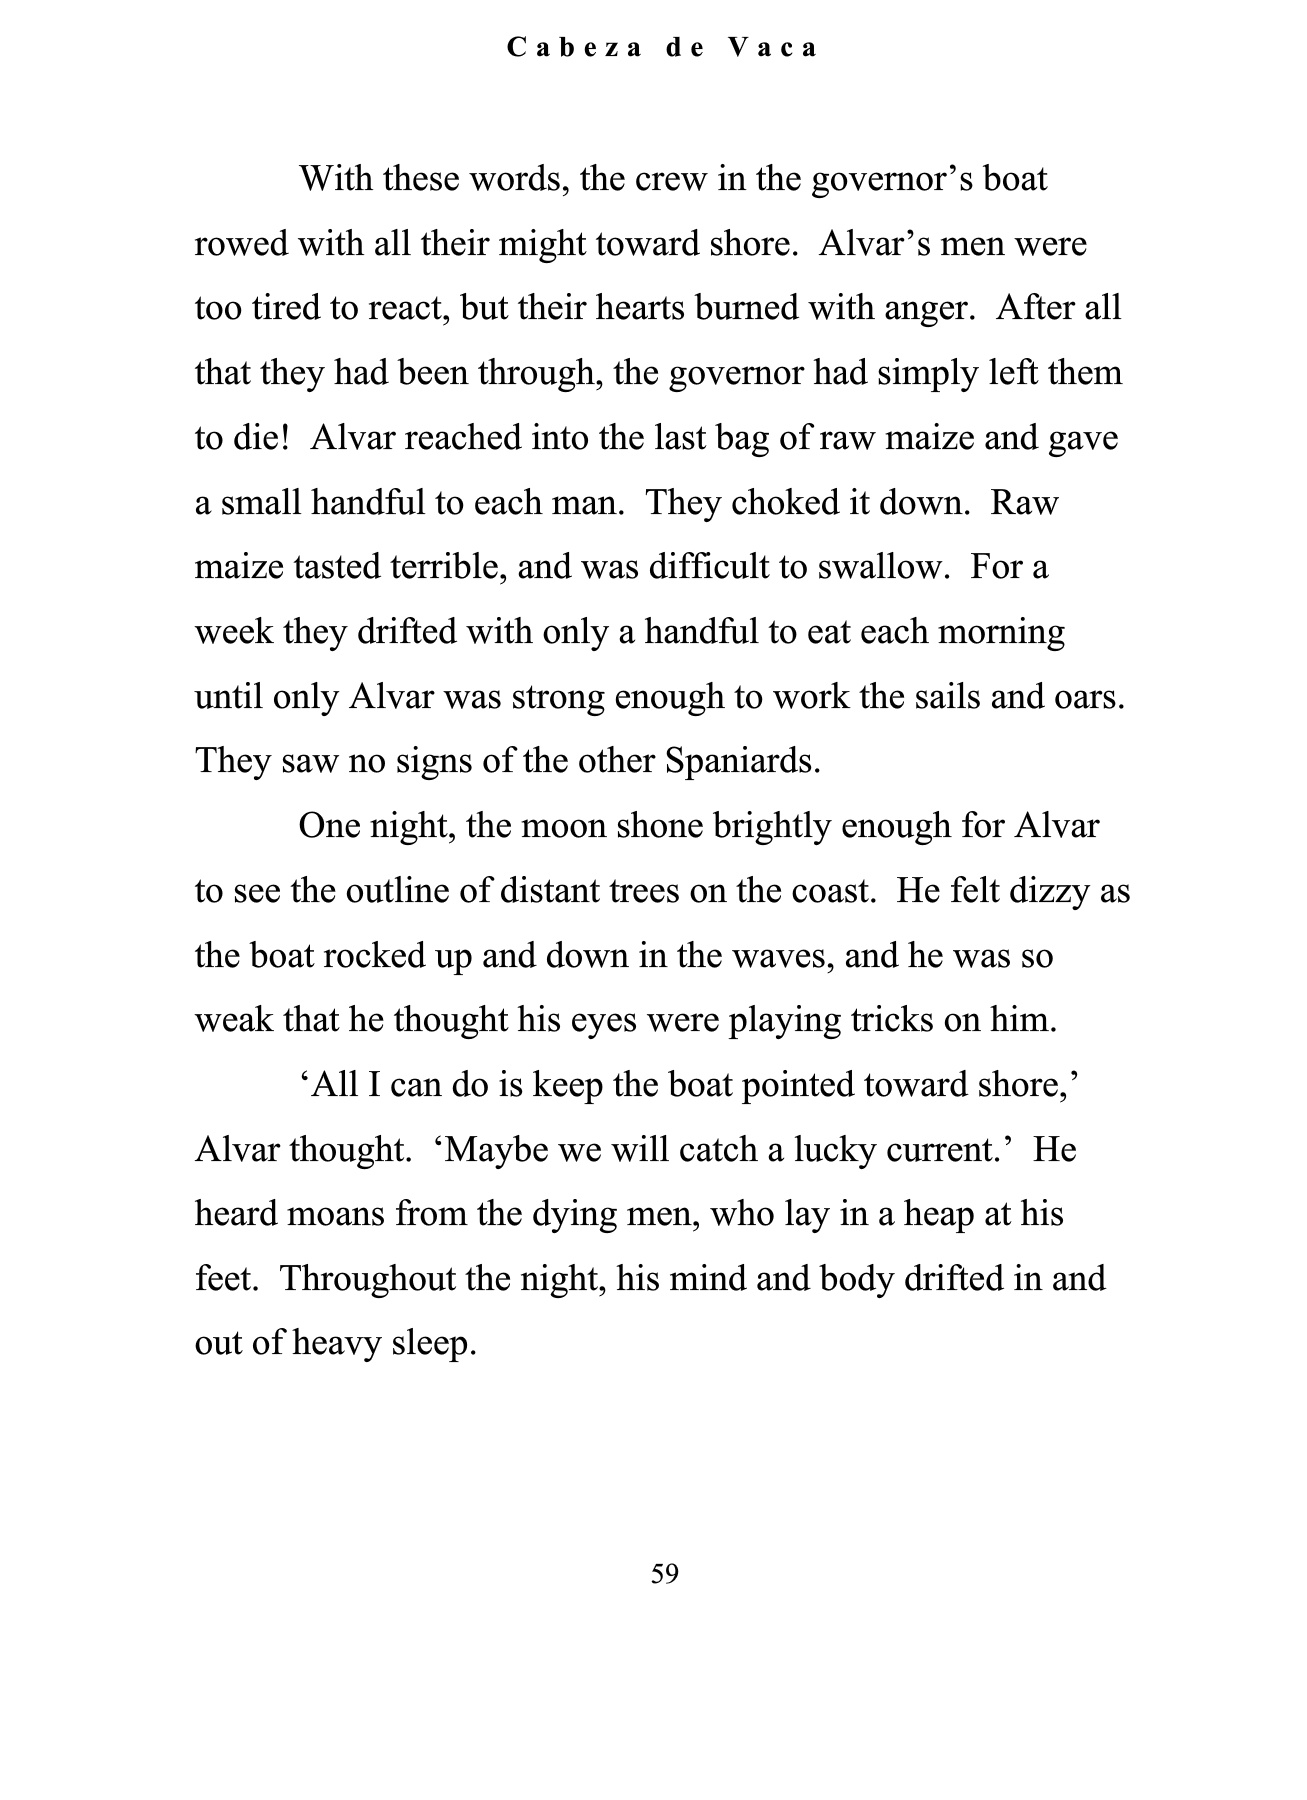 Cabeza de Vaca
With these words, the crew in the governor’s boat
rowed with all their might toward shore.  Alvar’s men were
too tired to react, but their hearts burned with anger.  After all
that they had been through, the governor had simply left them
to die!  Alvar reached into the last bag of raw maize and gave
a small handful to each man.  They choked it down.  Raw
maize tasted terrible, and was difficult to swallow.  For a
week they drifted with only a handful to eat each morning
until only Alvar was strong enough to work the sails and oars.
They saw no signs of the other Spaniards.
One night, the moon shone brightly enough for Alvar
to see the outline of distant trees on the coast.  He felt dizzy as
the boat rocked up and down in the waves, and he was so
weak that he thought his eyes were playing tricks on him.
‘All I can do is keep the boat pointed toward shore,’
Alvar thought.  ‘Maybe we will catch a lucky current.’  He
heard moans from the dying men, who lay in a heap at his
feet.  Throughout the night, his mind and body drifted in and
out of heavy sleep.
59